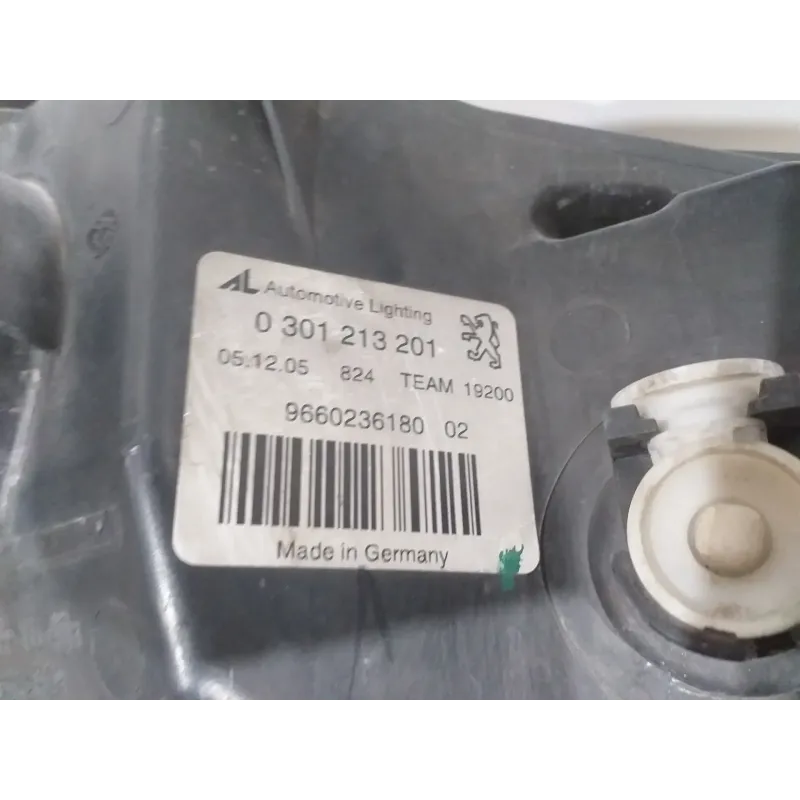 AL Automotive Lighting
0 301 213 201
05.12.05 824 TEAM 19200
9660236180 02
Made in Germany